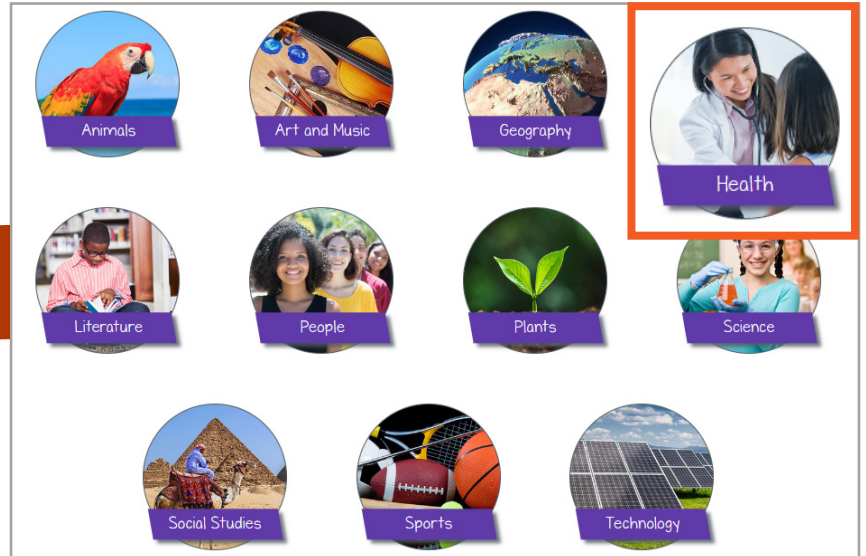 Animals
Art and Music
Geography
Health
Literature
People
Plants
Science
Social Studies
Sports
Technology